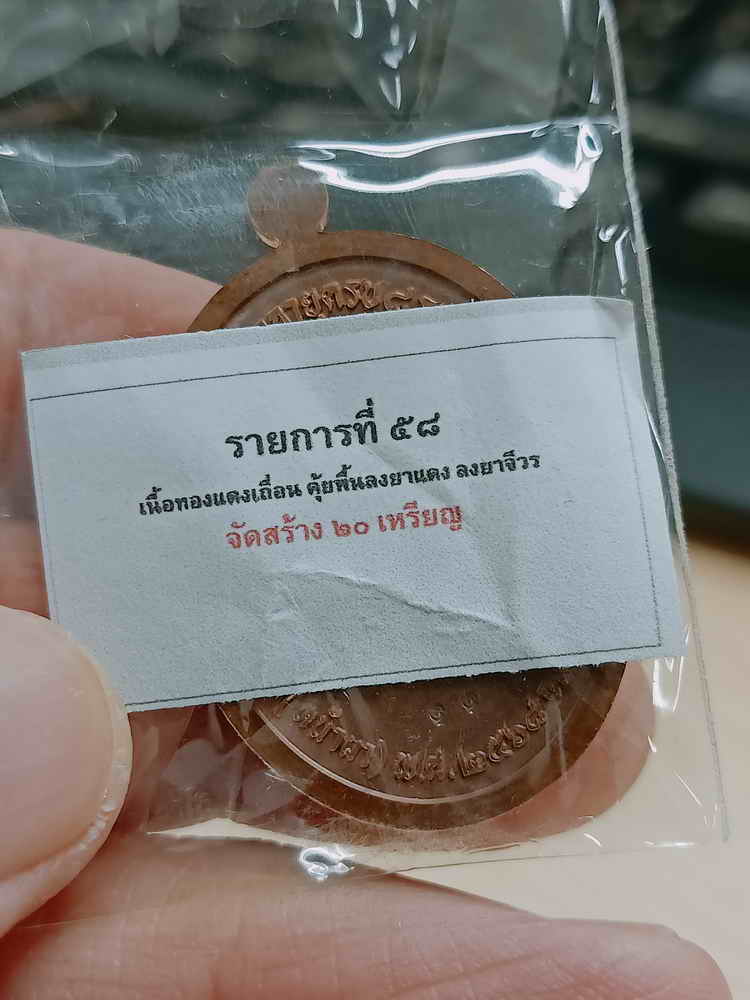 รายการที่ ๕๘
เนื้อทองแดงเถื่อน ตุ้ยพื้นลงยาแดง ลงยาจีวร
จัดสร้าง ๒๐ เหรียญ